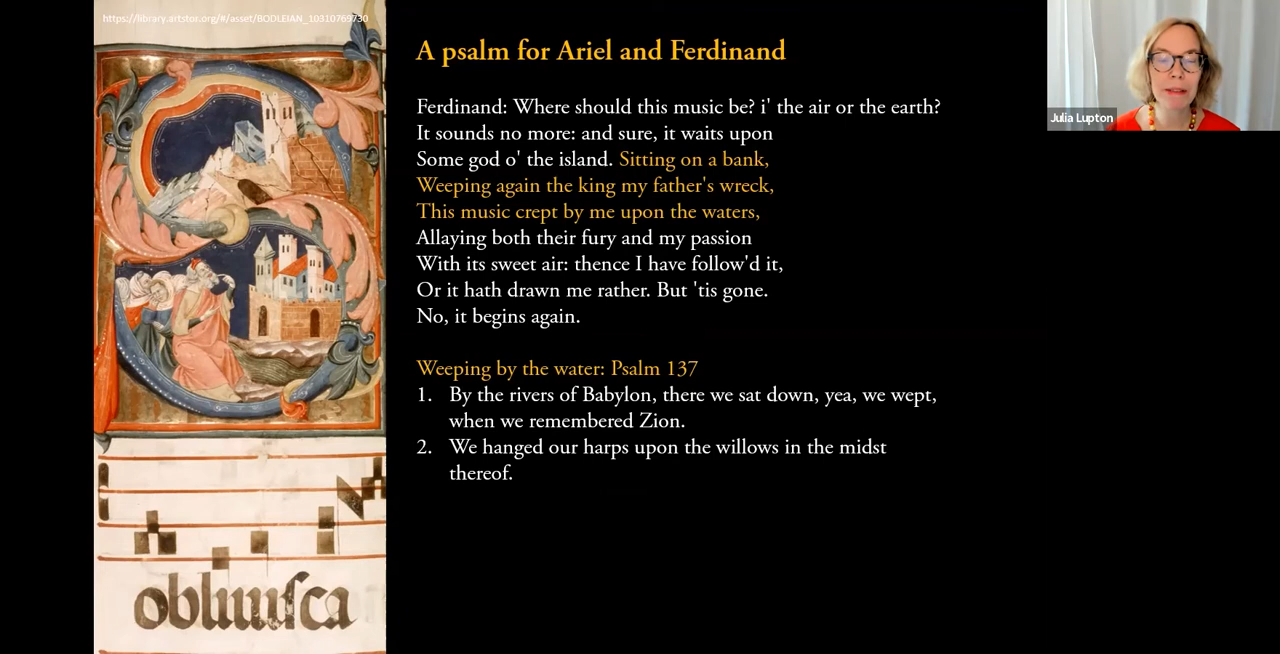 https://library.artstor.org/#/asset/BODLEIAN_10310769730
A psalm for Ariel and Ferdinand
Julia Lupton
Ferdinand: Where should this music be? i' the air or the earth?
It sounds no more: and sure, it waits upon
Some god o' the island. Sitting on a bank,
Weeping again the king my father's wreck,
This music crept by me upon the waters,
Allaying both their fury and my passion
With its sweet air: thence I have follow'd it,
Or it hath drawn me rather. But 'tis gone.
No, it begins again.
Weeping by the water: Psalm 137
1. By the rivers of Babylon, there we sat down, yea, we wept,
when we remembered Zion.
2. We hanged our harps upon the willows in the midst
thereof.
obliuisca